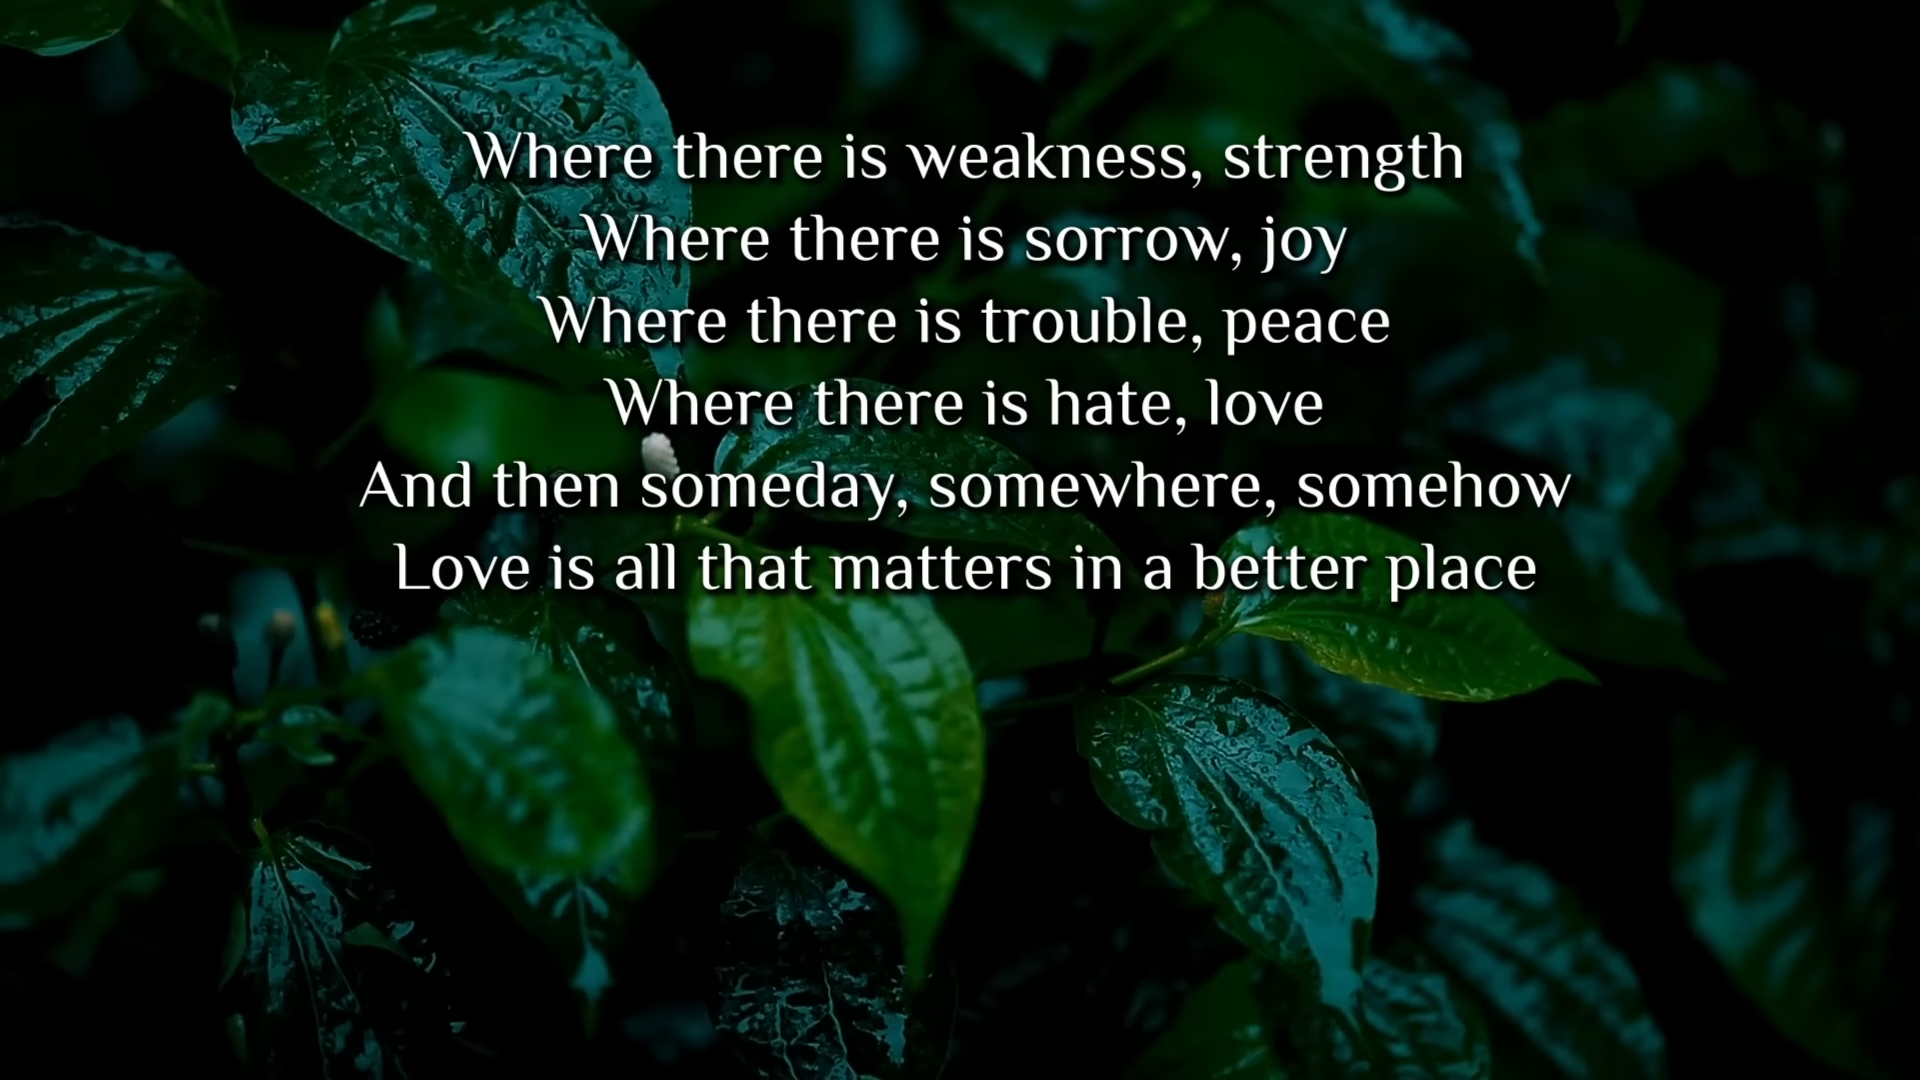 Where there is weakness, strength
Where there is sorrow, joy
Where there is trouble, peace
Where there is hate, love
And then someday, somewhere, somehow
Love is all that matters in a better place